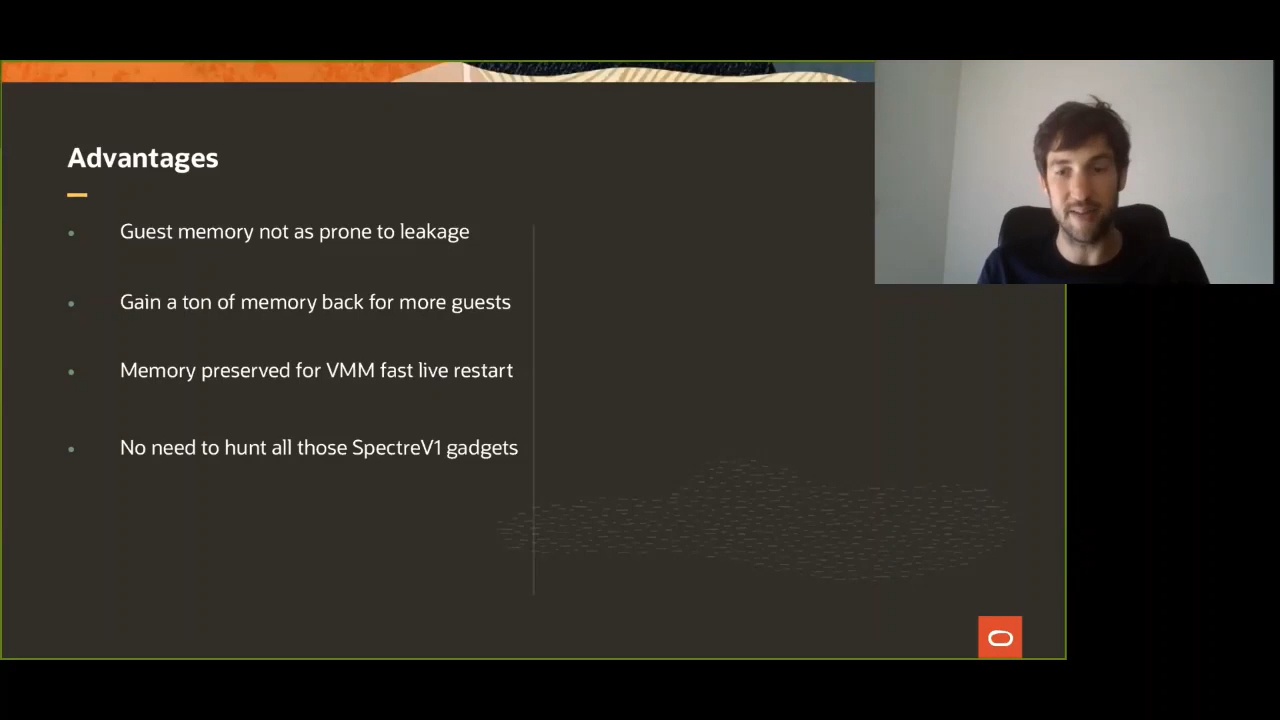 Advantages
Guest memory not as prone to leakage
Gain a ton of memory back for more guests
Memory preserved for VMM fast live restart
No need to hunt all those SpectreV1 gadgets